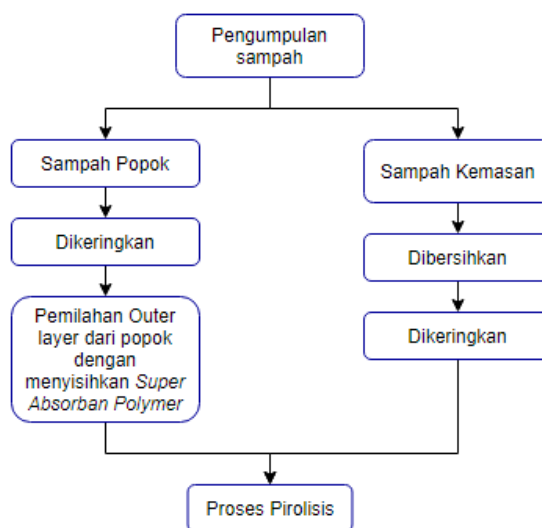 Pengumpulan
sampah
Sampah Popok
Sampah Kemasan
Dikeringkan
Dibersihkan
Pemilahan Outer
layer dari popok
dengan
menyisihkan Super
Absorban Polymer
Dikeringkan
Proses Pirolisis